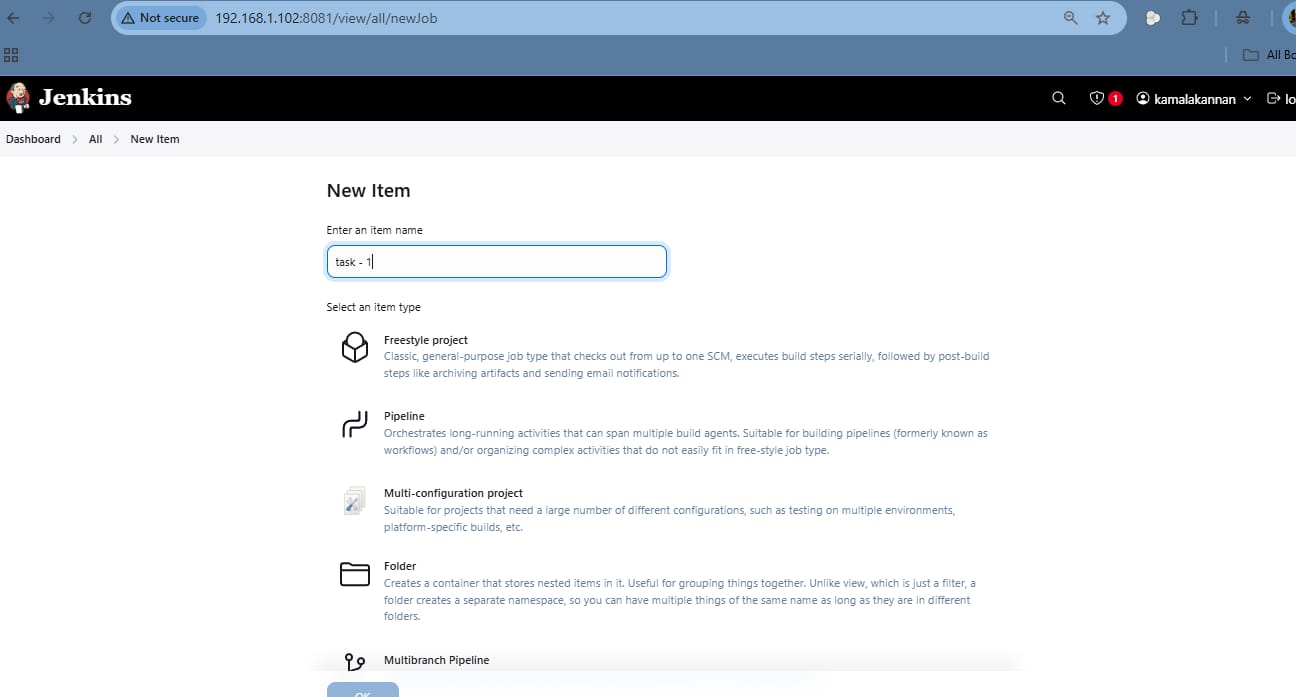 Not secure 192.168.1.102:8081/view/all/newJob
All Bo
Jenkins
1 kamalakannan lo
Dashboard All New Item
New Item
Enter an item name
task - 1
Select an item type
Freestyle project
Classic, general-purpose job type that checks out from up to one SCM, executes build steps serially, followed by post-build
steps like archiving artifacts and sending email notifications.
Pipeline
Orchestrates long-running activities that can span multiple build agents. Suitable for building pipelines (formerly known as
workflows) and/or organizing complex activities that do not easily fit in free-style job type.
Multi-configuration project
Suitable for projects that need a large number of different configurations, such as testing on multiple environments,
platform-specific builds, etc.
Folder
Creates a container that stores nested items in it. Useful for grouping things together. Unlike view, which is just a filter, a
folder creates a separate namespace, so you can have multiple things of the same name as long as they are in different
folders.
Multibranch Pipeline
OK